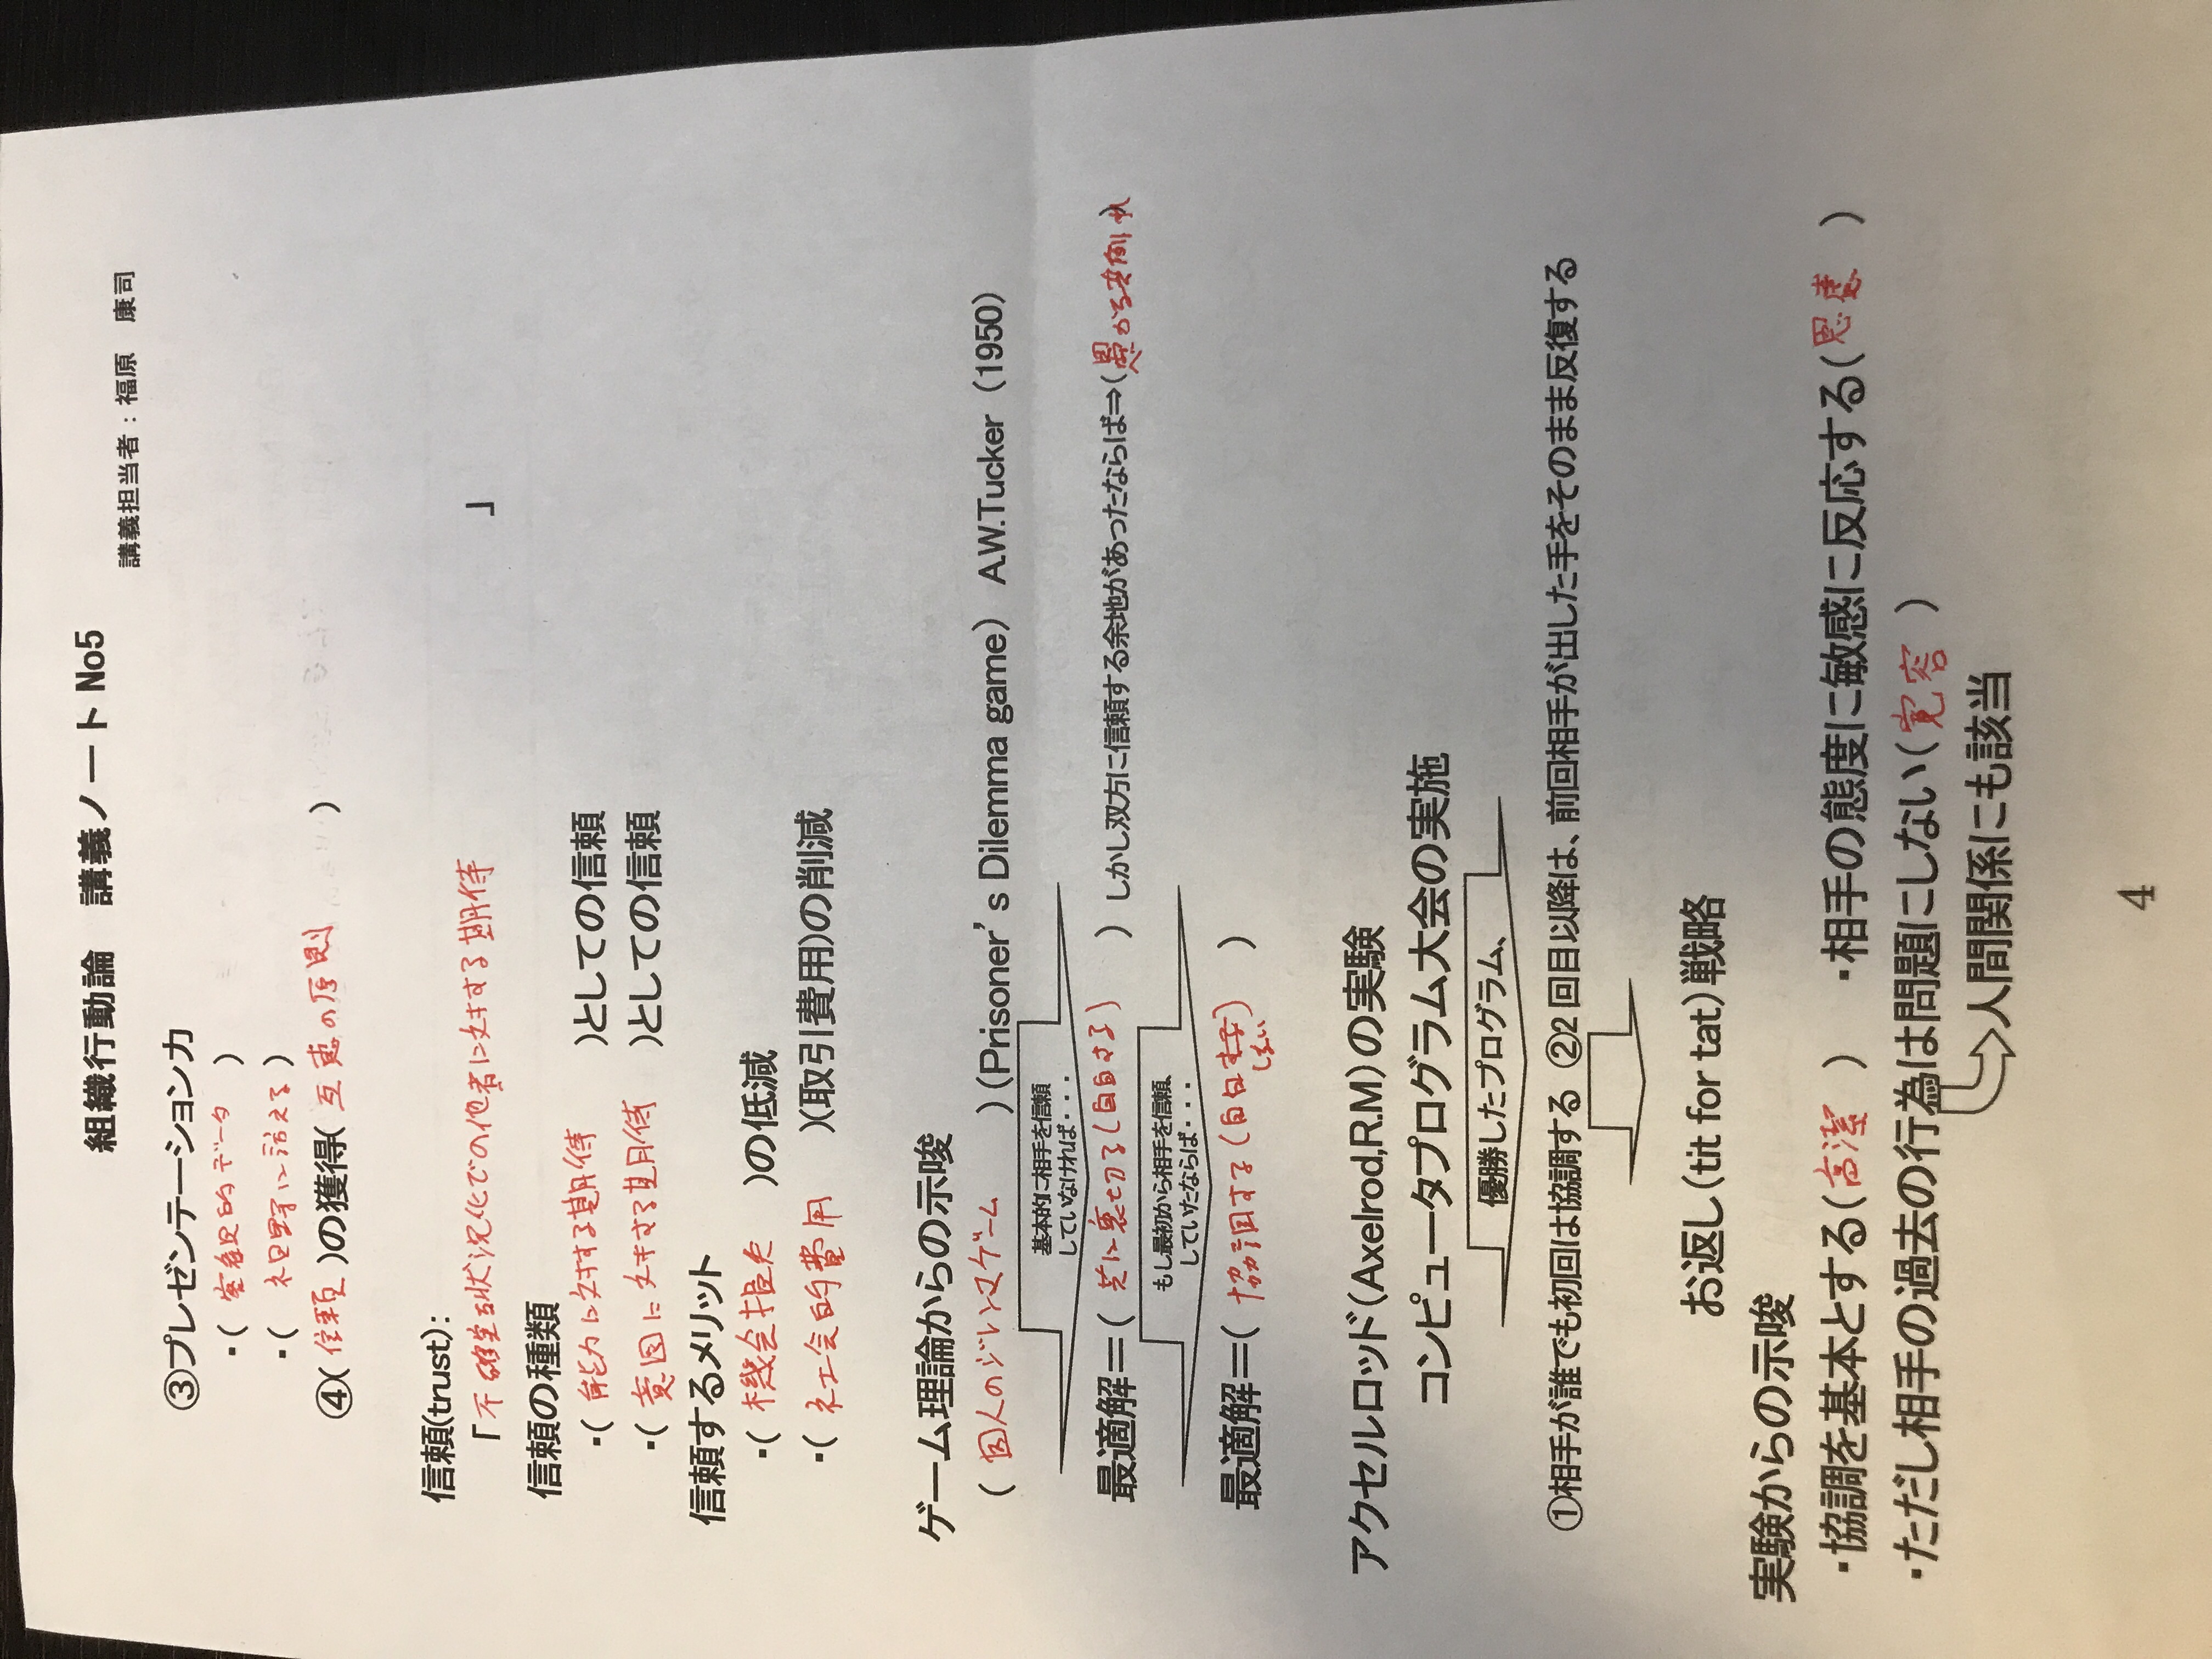 組織行動論　講義ノート No5
講義担当者：福原　康司
③プレゼンテーション力
・( 客観的データ )
・( 視野に訴える )
④( 信頼 )の獲得( 互恵の原則 )
信頼(trust):
「不確実な状況化での他者に対する期待 」
信頼の種類
・( 能力に対する期待 )としての信頼
・( 意図に対する期待 )としての信頼
信頼するメリット
・( 機会損失 )の低減
・( 社会的費用 )(取引費用)の削減
ゲーム理論からの示唆
( 囚人のジレンマゲーム )(Prisoner’s Dilemma game) A.W.Tucker (1950)
基本的に相手を信頼
していなければ・・・
最適解＝( 共に裏切る(自白する) ) しかし双方に信頼する余地があったならば⇒(
もし最初から相手を信頼、
していたならば・・・
最適解＝( 協調する(自白 )
しない
アクセルロッド(Axelrod,R.M)の実験
コンピュータプログラム大会の実施
優勝したプログラム、
①相手が誰でも初回は協調する ②2 回目以降は、前回相手が出した手をそのまま反復する
お返し(tit for tat)戦略
実験からの示唆
・協調を基本とする( 高潔 ) ・相手の態度に敏感に反応する( )
・ただし相手の過去の行為は問題にしない( 寛容 )
人間関係にも該当
4